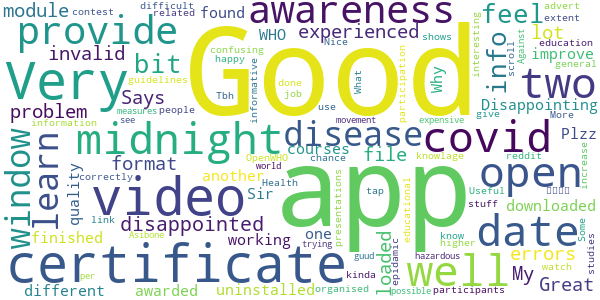 module
contest
difficult
related
found
awareness
Good
app
feel
advert
extent
interesting
WHO
shows
education
Against
provide
invalid
confusing
happy
experienced
Nice
bit
guidelines
Tbh
done
job
informative
participation
What
Why
info
lot
scroll
improve
general
Very
Says
problem
information
measures
people
midnight
use
movement
expensive
disease
Disappointing
give
More
two
window
learn
quality
format
courses
OpenWHO
chance
world
file
knowlage
covid
reddit
Plzz
increase
video
correctly
another
link
Sir
Health
one
tap
presentations
educational
open
Useful
downloaded
stuff
Some
finished
disappointed
working
trying
loaded
epidemic
know
higher
date
see
certificate
Asibone
uninstalled
guud
hazardous
well
errors
watch
studies
different
per
awarded
kinda
organised
possible
participants
My
Great